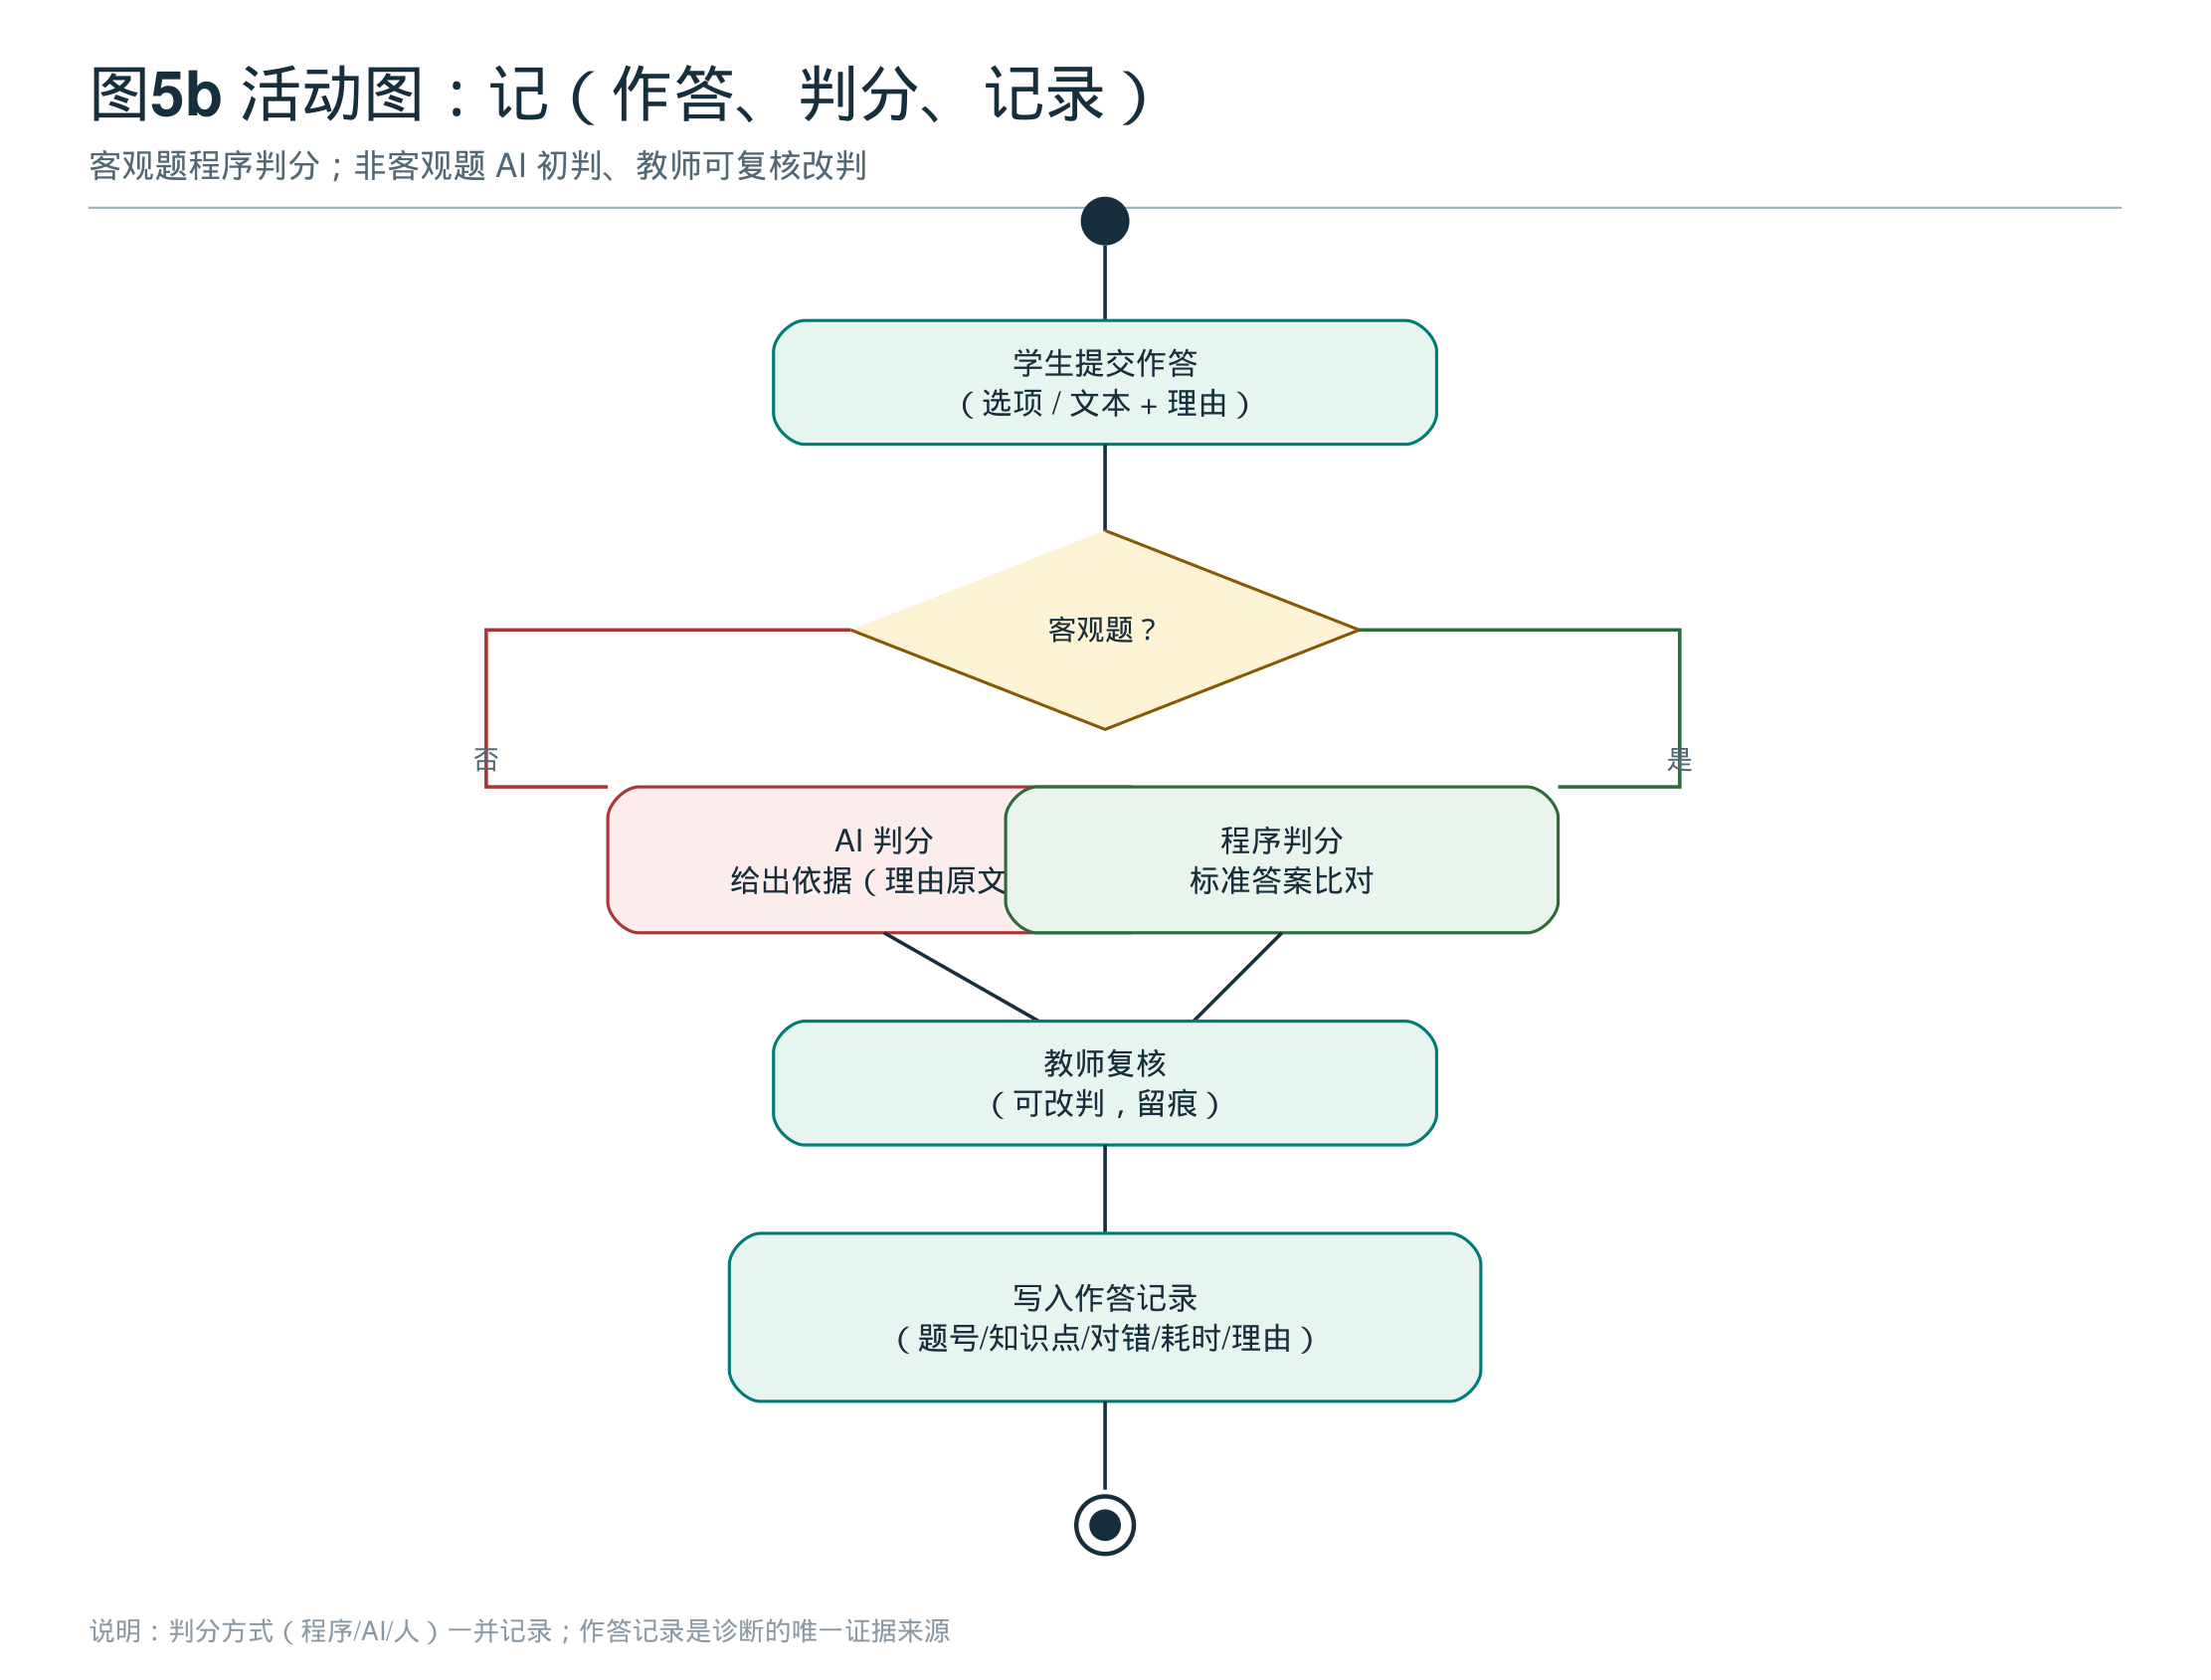 图5b 活动图：记（作答、判分、记录）
客观题程序判分；非客观题 AI 初判、教师可复核改判
学生提交作答
（选项 / 文本 + 理由）
客观题？
否
是
AI 判分
给出依据（理由原文
程序判分
标准答案比对
教师复核
（可改判，留痕）
写入作答记录
（题号/知识点/对错/耗时/理由）
说明：判分方式（程序/AI/人）一并记录；作答记录是诊断的唯一证据来源